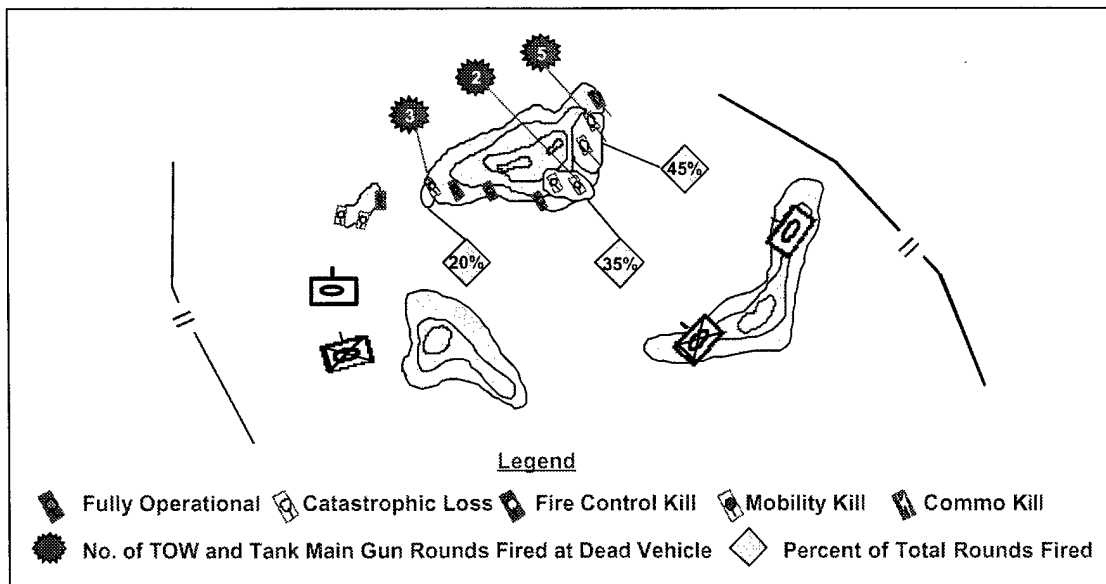 5
2
3
45%
20%
35%
Legend
Fully Operational Catastrophic Loss Fire Control Kill Mobility Kill Commo Kill
No. of TOW and Tank Main Gun Rounds Fired at Dead Vehicle Percent of Total Rounds Fired